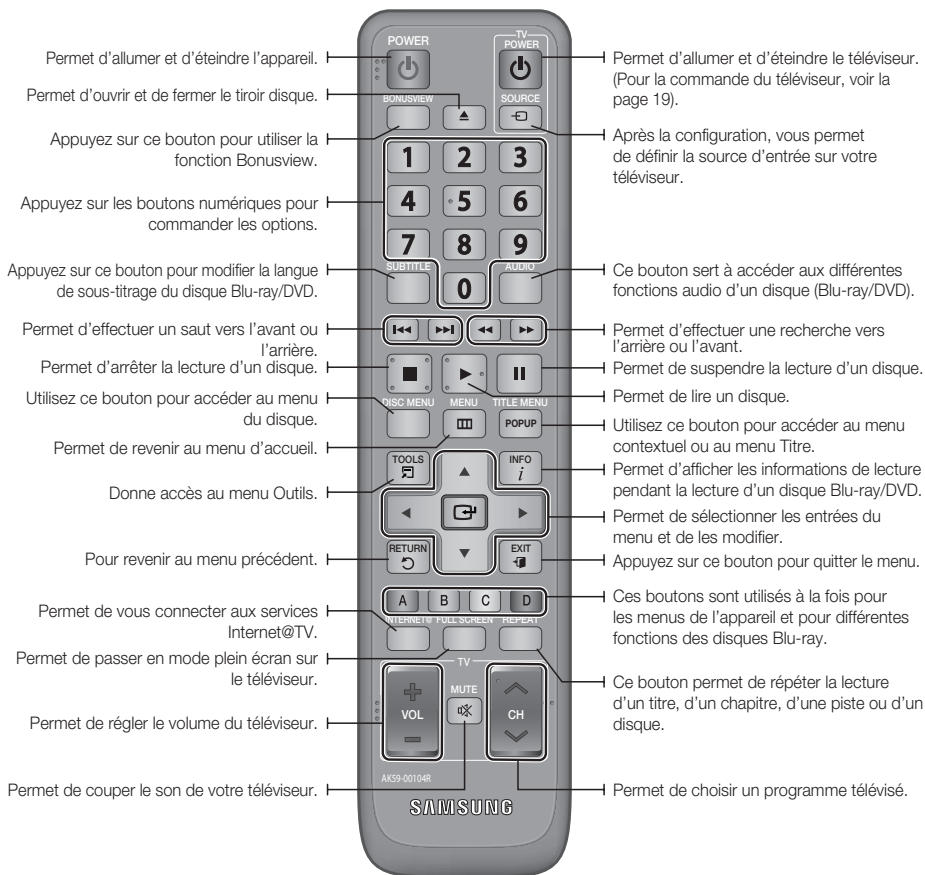 Permet d'allumer et d'éteindre l'appareil.
Permet d'ouvrir et de fermer le tiroir disque.
Appuyez sur ce bouton pour utiliser la
fonction Bonusview.
Appuyez sur les boutons numériques pour
commander les options.
Appuyez sur ce bouton pour modifier la langue
de sous-titrage du disque Blu-ray/DVD.
Permet d'effectuer un saut vers l'avant ou
l'arrière.
Permet d'arrêter la lecture d'un disque.
Utilisez ce bouton pour accéder au menu
du disque.
Permet de revenir au menu d'accueil.
Donne accès au menu Outils.
Pour revenir au menu précédent.
Permet de vous connecter aux services
Internet@TV.
Permet de passer en mode plein écran sur
le téléviseur.
Permet de régler le volume du téléviseur.
Permet de couper le son de votre téléviseur.
POWER
TV
POWER
BONUSVIEW
SOURCE
1 2 3
4 5 6
7 8 9
SUBTITLE
0
AUDIO
DISC MENU MENU TITLE MENU
POPUP
TOOLS
INFO
i
RETURN
EXIT
A B C D
INTERNET@ FULL SCREEN REPEAT
TV
MUTE
VOL
CH
AK59-00104R
SAMSUNG
Permet d'allumer et d'éteindre le téléviseur.
(Pour la commande du téléviseur, voir la
page 19).
Après la configuration, vous permet
de définir la source d'entrée sur votre
téléviseur.
Ce bouton sert à accéder aux différentes
fonctions audio d'un disque (Blu-ray/DVD).
Permet d'effectuer une recherche vers
l'arrière ou l'avant.
Permet de suspendre la lecture d'un disque.
Permet de lire un disque.
Utilisez ce bouton pour accéder au menu
contextuel ou au menu Titre.
Permet d'afficher les informations de lecture
pendant la lecture d'un disque Blu-ray/DVD.
Permet de sélectionner les entrées du
menu et de les modifier.
Appuyez sur ce bouton pour quitter le menu.
Ces boutons sont utilisés à la fois pour
les menus de l'appareil et pour différentes
fonctions des disques Blu-ray.
Ce bouton permet de répéter la lecture
d'un titre, d'un chapitre, d'une piste ou d'un
disque.
Permet de choisir un programme télévisé.